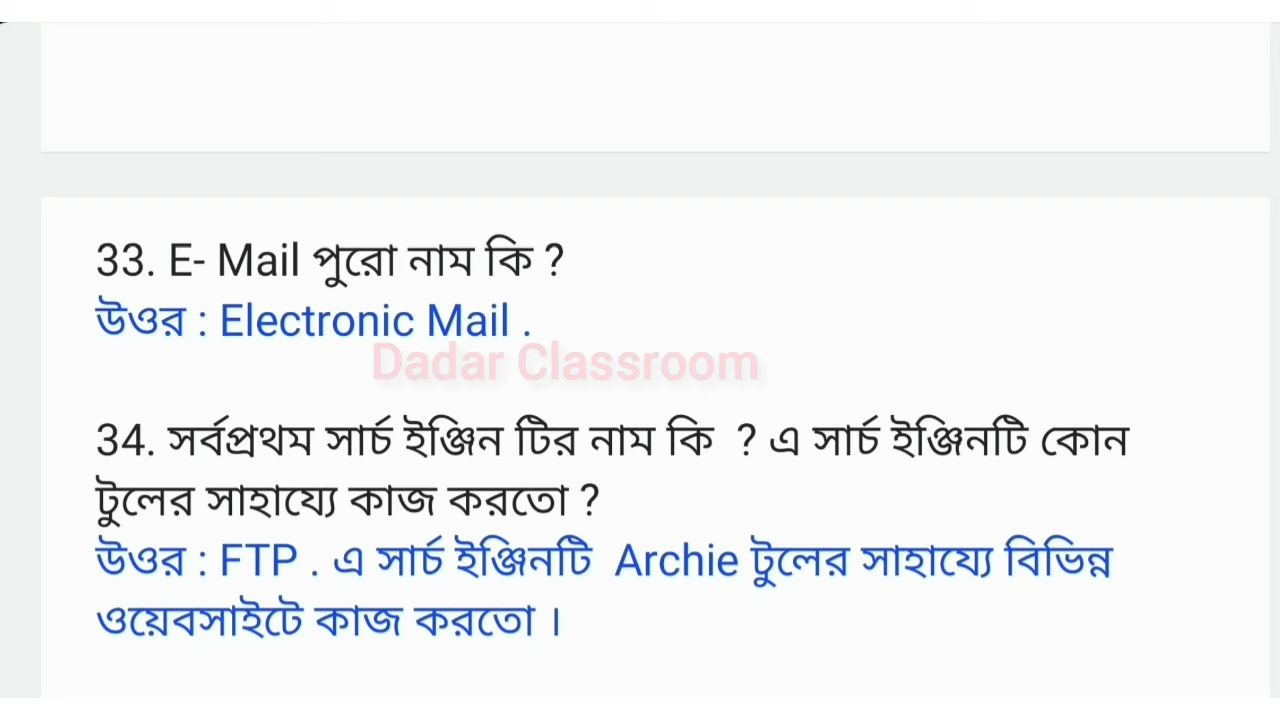 33. E- Mail পুরো নাম কি ?
উওর : Electronic Mail .
Dadar Classroom
34. সর্বপ্রথম সার্চ ইঞ্জিন টির নাম কি ? এ সার্চ ইঞ্জিনটি কোন
টুলের সাহায্যে কাজ করতো ?
উওর : FTP . এ সার্চ ইঞ্জিনটি Archie টুলের সাহায্যে বিভিন্ন
ওয়েবসাইটে কাজ করতো ।